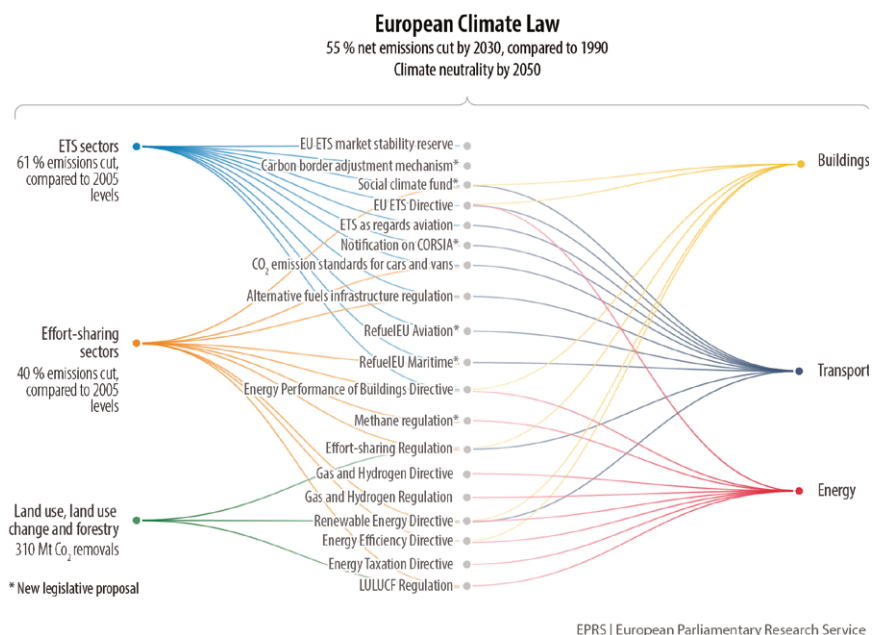 European Climate Law
55 % net emissions cut by 2030, compared to 1990
Climate neutrality by 2050
ETS sectors
61 % emissions cut,
compared to 2005
levels
Effort-sharing
sectors
40 % emissions cut,
compared to 2005
levels
Land use, land use
change and forestry
310 Mt Co₂ removals
* New legislative proposal
EU ETS market stability reserve
Carbon border adjustment mechanism*
Social climate fund*
EU ETS Directive
ETS as regards aviation
Notification on CORSIA*
CO₂ emission standards for cars and vans
Alternative fuels infrastructure regulation
RefuelEU Aviation*
RefuelEU Maritime*
Energy Performance of Buildings Directive
Methane regulation*
Effort-sharing Regulation
Gas and Hydrogen Directive
Gas and Hydrogen Regulation
Renewable Energy Directive
Energy Efficiency Directive
Energy Taxation Directive
LULUCF Regulation
Buildings
Transport
Energy
EPRS | European Parliamentary Research Service